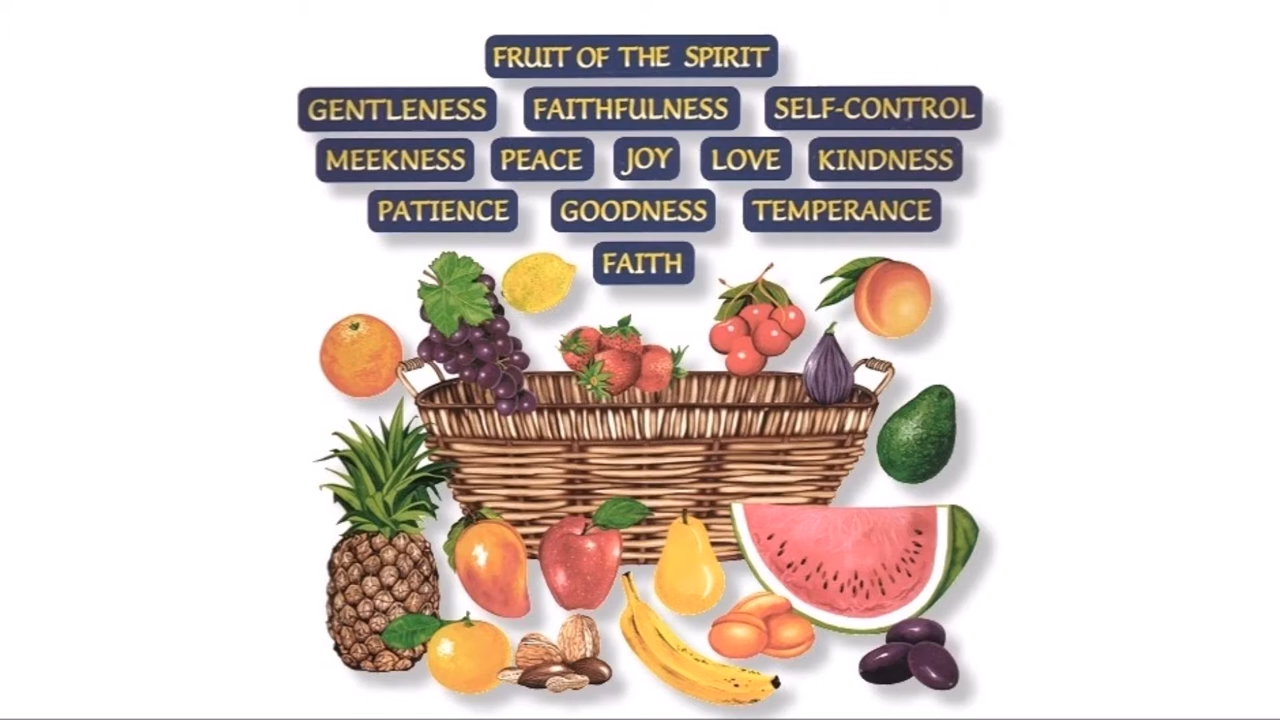 FRUIT OF THE SPIRIT
GENTLENESS FAITHFULNESS SELF-CONTROL
MEEKNESS PEACE JOY LOVE KINDNESS
PATIENCE GOODNESS TEMPERANCE
FAITH